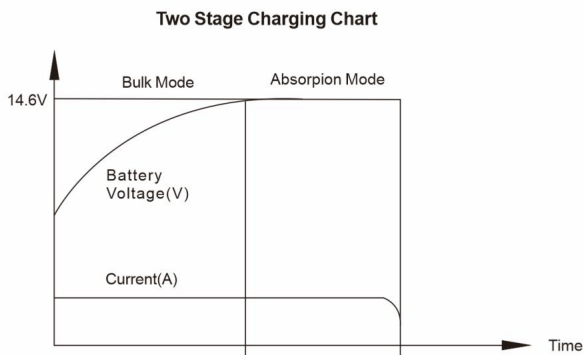 Two Stage Charging Chart
Bulk Mode
Absorpion Mode
14.6V
Battery
Voltage(V)
Current(A)
Time